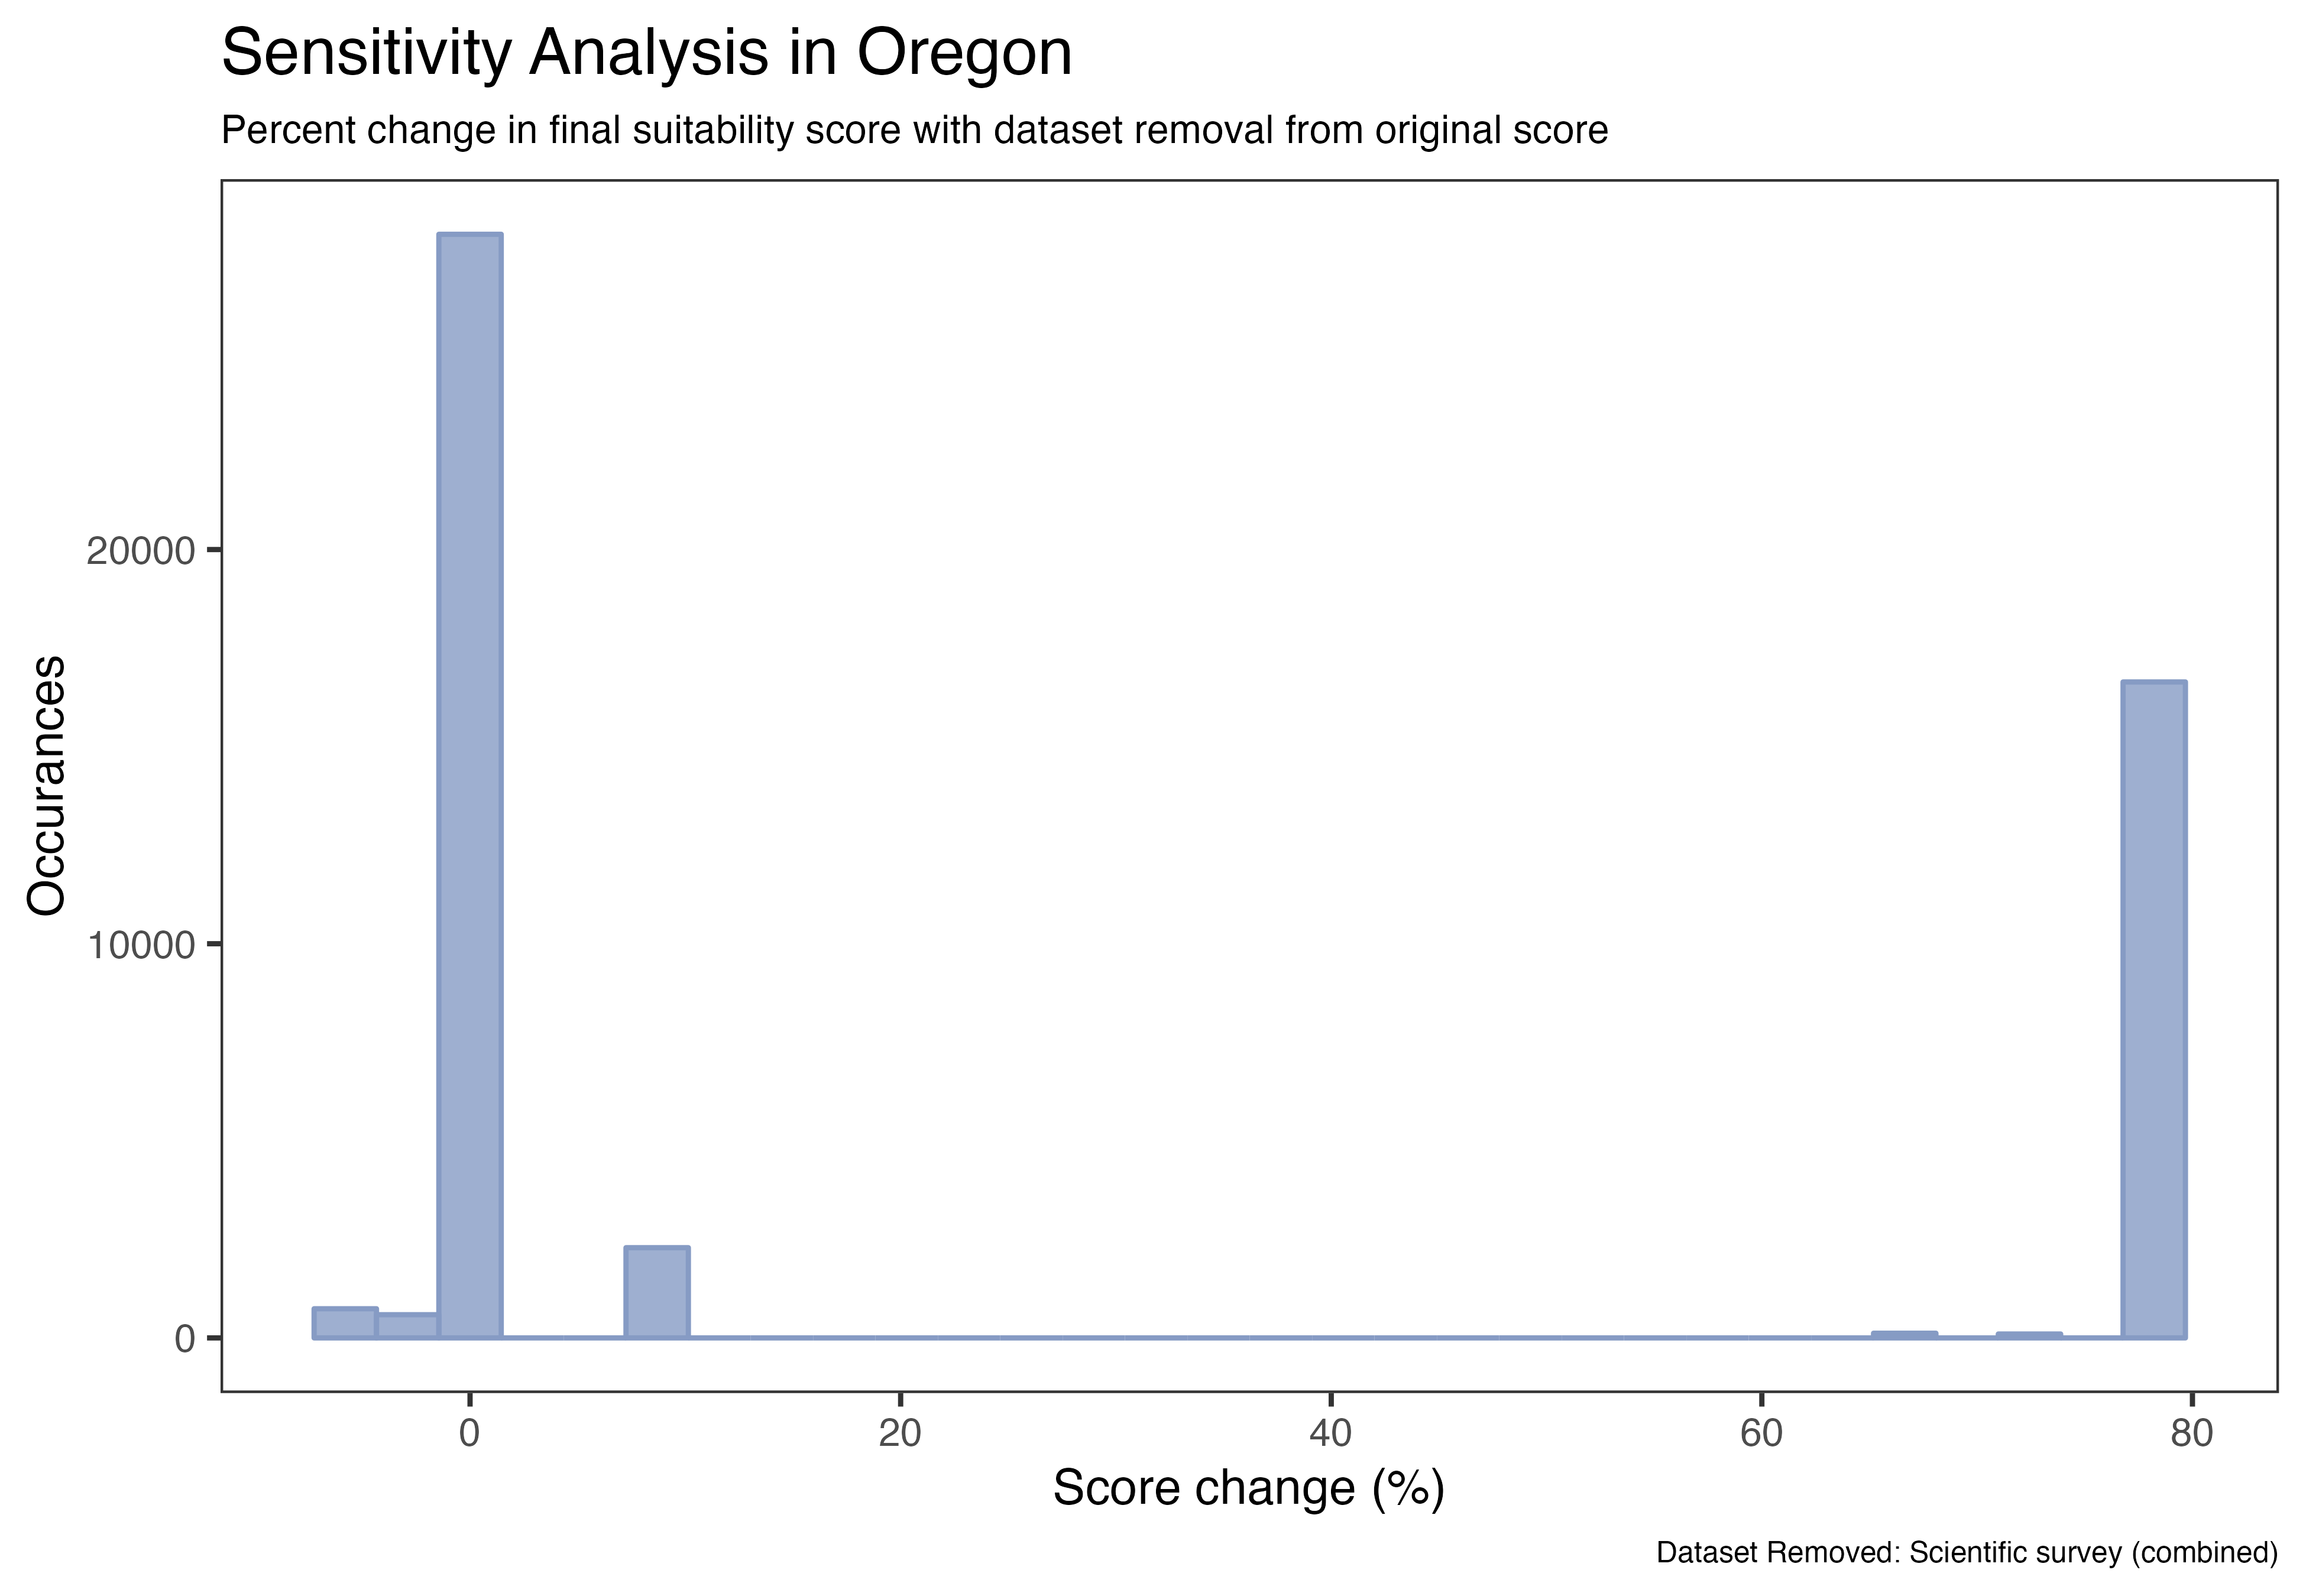 Sensitivity Analysis in Oregon
Percent change in final suitability score with dataset removal from original score
Occurances
20000
10000
0
0 20 40 60 80
Score change (%)
Dataset Removed: Scientific survey (combined)